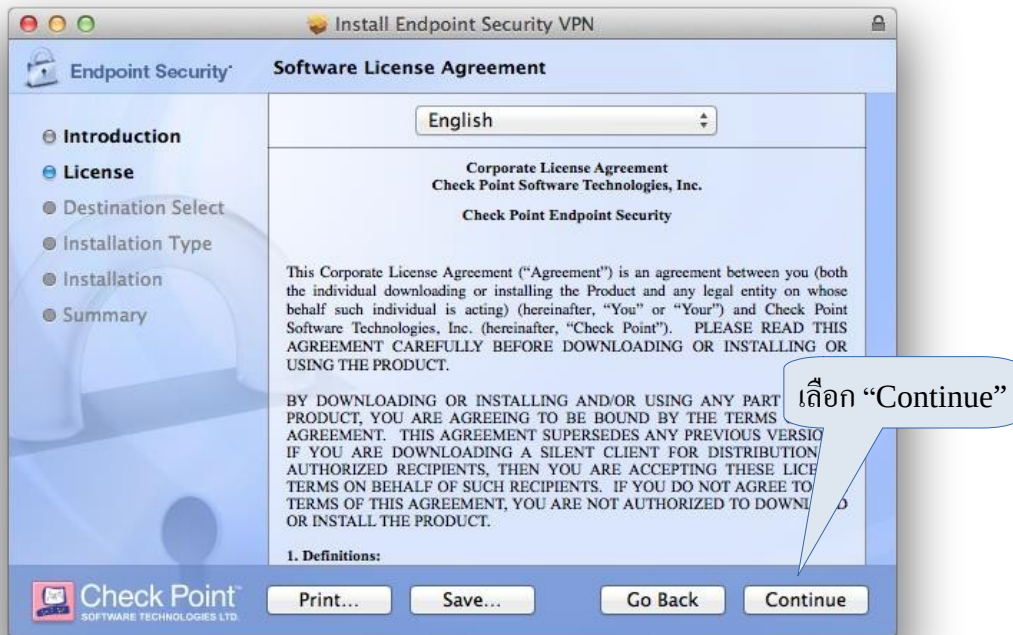 Install Endpoint Security VPN
Endpoint Security
Software License Agreement
Introduction
License
Destination Select
Installation Type
Installation
Summary
English
Corporate License Agreement
Check Point Software Technologies, Inc.
Check Point Endpoint Security
This Corporate License Agreement (“Agreement”) is an agreement between you (both
the individual downloading or installing the Product and any legal entity on whose
behalf such individual is acting) (hereinafter, “You” or “Your”) and Check Point
Software Technologies, Inc. (hereinafter, “Check Point”). PLEASE READ THIS
AGREEMENT CAREFULLY BEFORE DOWNLOADING OR INSTALLING OR
USING THE PRODUCT.
BY DOWNLOADING OR INSTALLING AND/OR USING ANY PART
PRODUCT, YOU ARE AGREEING TO BE BOUND BY THE TERMS
AGREEMENT. THIS AGREEMENT SUPERSEDES ANY PREVIOUS
IF YOU ARE DOWNLOADING A SILENT CLIENT FOR DISTRIBUTION
AUTHORIZED RECIPIENTS, THEN YOU ARE ACCEPTING THESE
TERMS ON BEHALF OF SUCH RECIPIENTS. IF YOU DO NOT AGREE TO
TERMS OF THIS AGREEMENT, YOU ARE NOT AUTHORIZED TO
OR INSTALL THE PRODUCT.
1. Definitions:
เลือก “Continue”
Check Point
SOFTWARE TECHNOLOGIES LTD.
Print...
Save...
Go Back
Continue